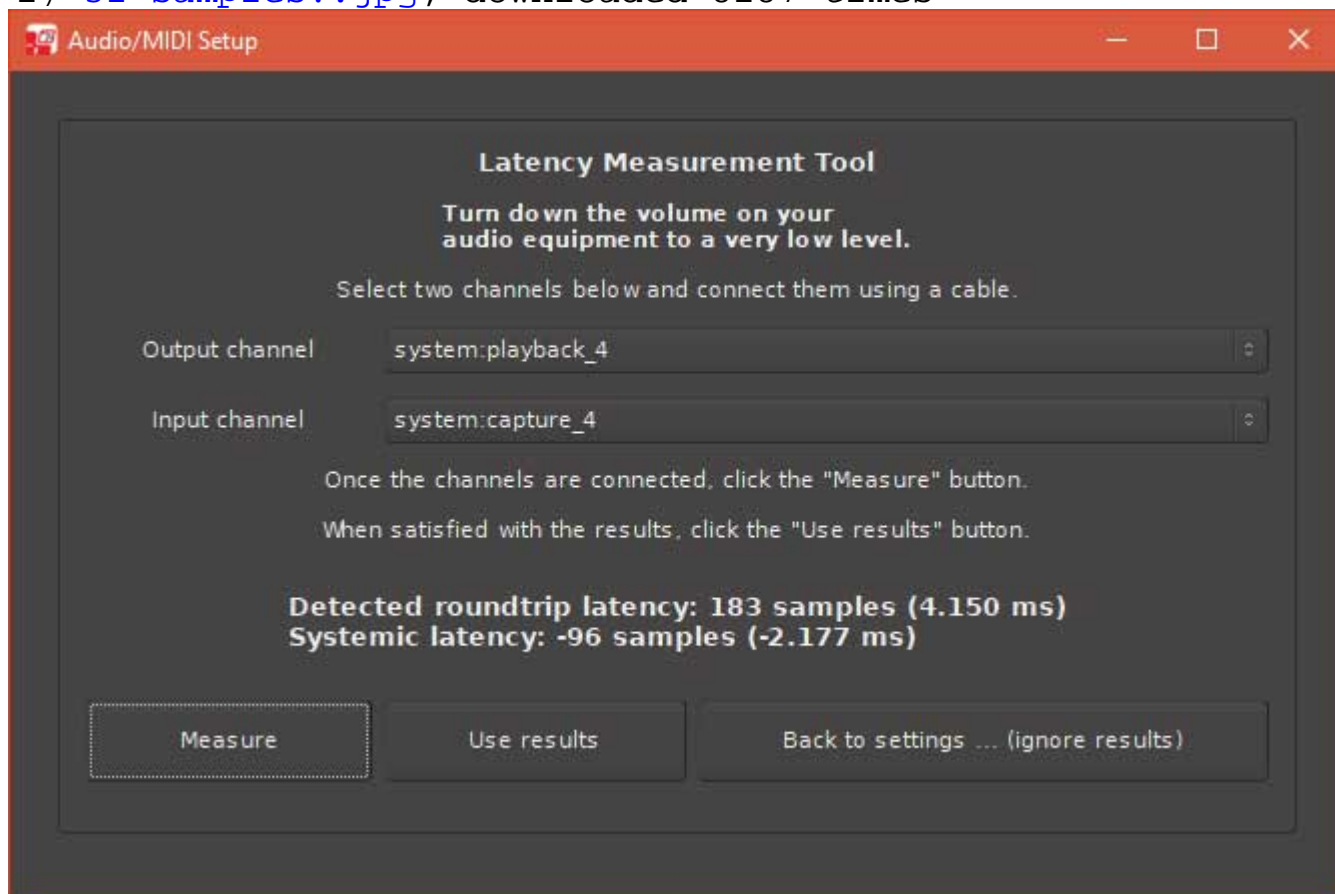 Audio/MIDI Setup
Latency Measurement Tool
Turn down the volume on your
audio equipment to a very low level.
Select two channels below and connect them using a cable.
Output channel system:playback_4
Input channel system:capture_4
Once the channels are connected, click the "Measure" button.
When satisfied with the results, click the "Use results" button.
Detected roundtrip latency: 183 samples (4.150 ms)
Systemic latency: -96 samples (-2.177 ms)
Measure Use results Back to settings ... (ignore results)